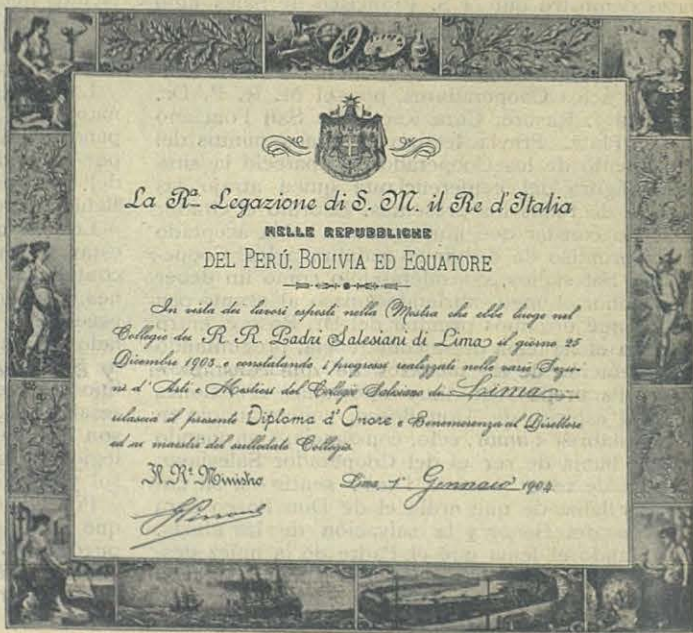 La Rª Legazione di S. M. il Re d'Italia
NELLE REPUBBLICHE
DEL PERÚ, BOLIVIA ED EQUATORE
In vista dei lavori esposti nella Mostra che ebbe luogo nel
Collegio dei R. R. Padri Salesiani di Lima il giorno 25
Dicembre 1903 e constatando i progressi realizzati nelle varie Sezio-
ni d'Arti e Mestieri del Collegio Salesiano di Lima
rilascia il presente Diploma d'Onore e Benemerenza al Direttore
ed ai maestri del sullodato Collegio.
Il Rº Ministro
Lima, 1º Gennaio 1904